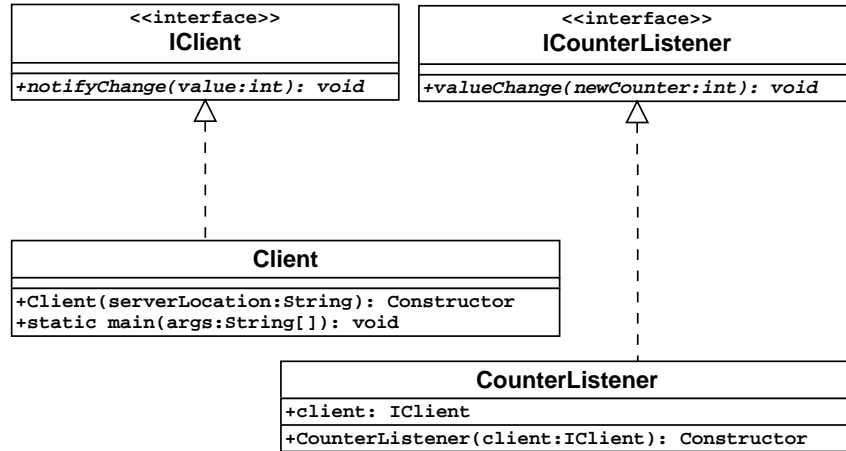 <<interface>>
IClient
+notifyChange(value:int): void
<<interface>>
ICounterListener
+valueChange(newCounter:int): void
Client
+Client(serverLocation:String): Constructor
+static main(args:String[]): void
CounterListener
+client: IClient
+CounterListener(client:IClient): Constructor